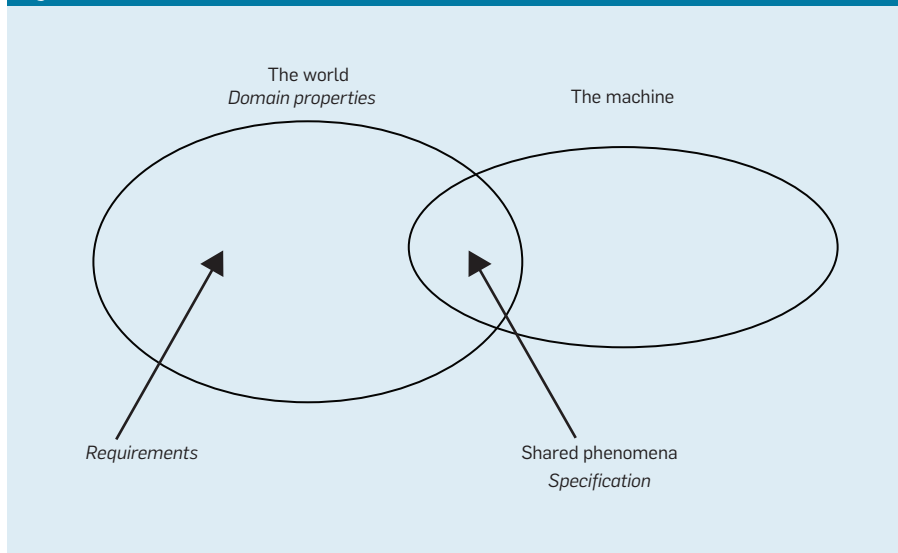 The world
Domain properties
The machine
Requirements
Shared phenomena
Specification